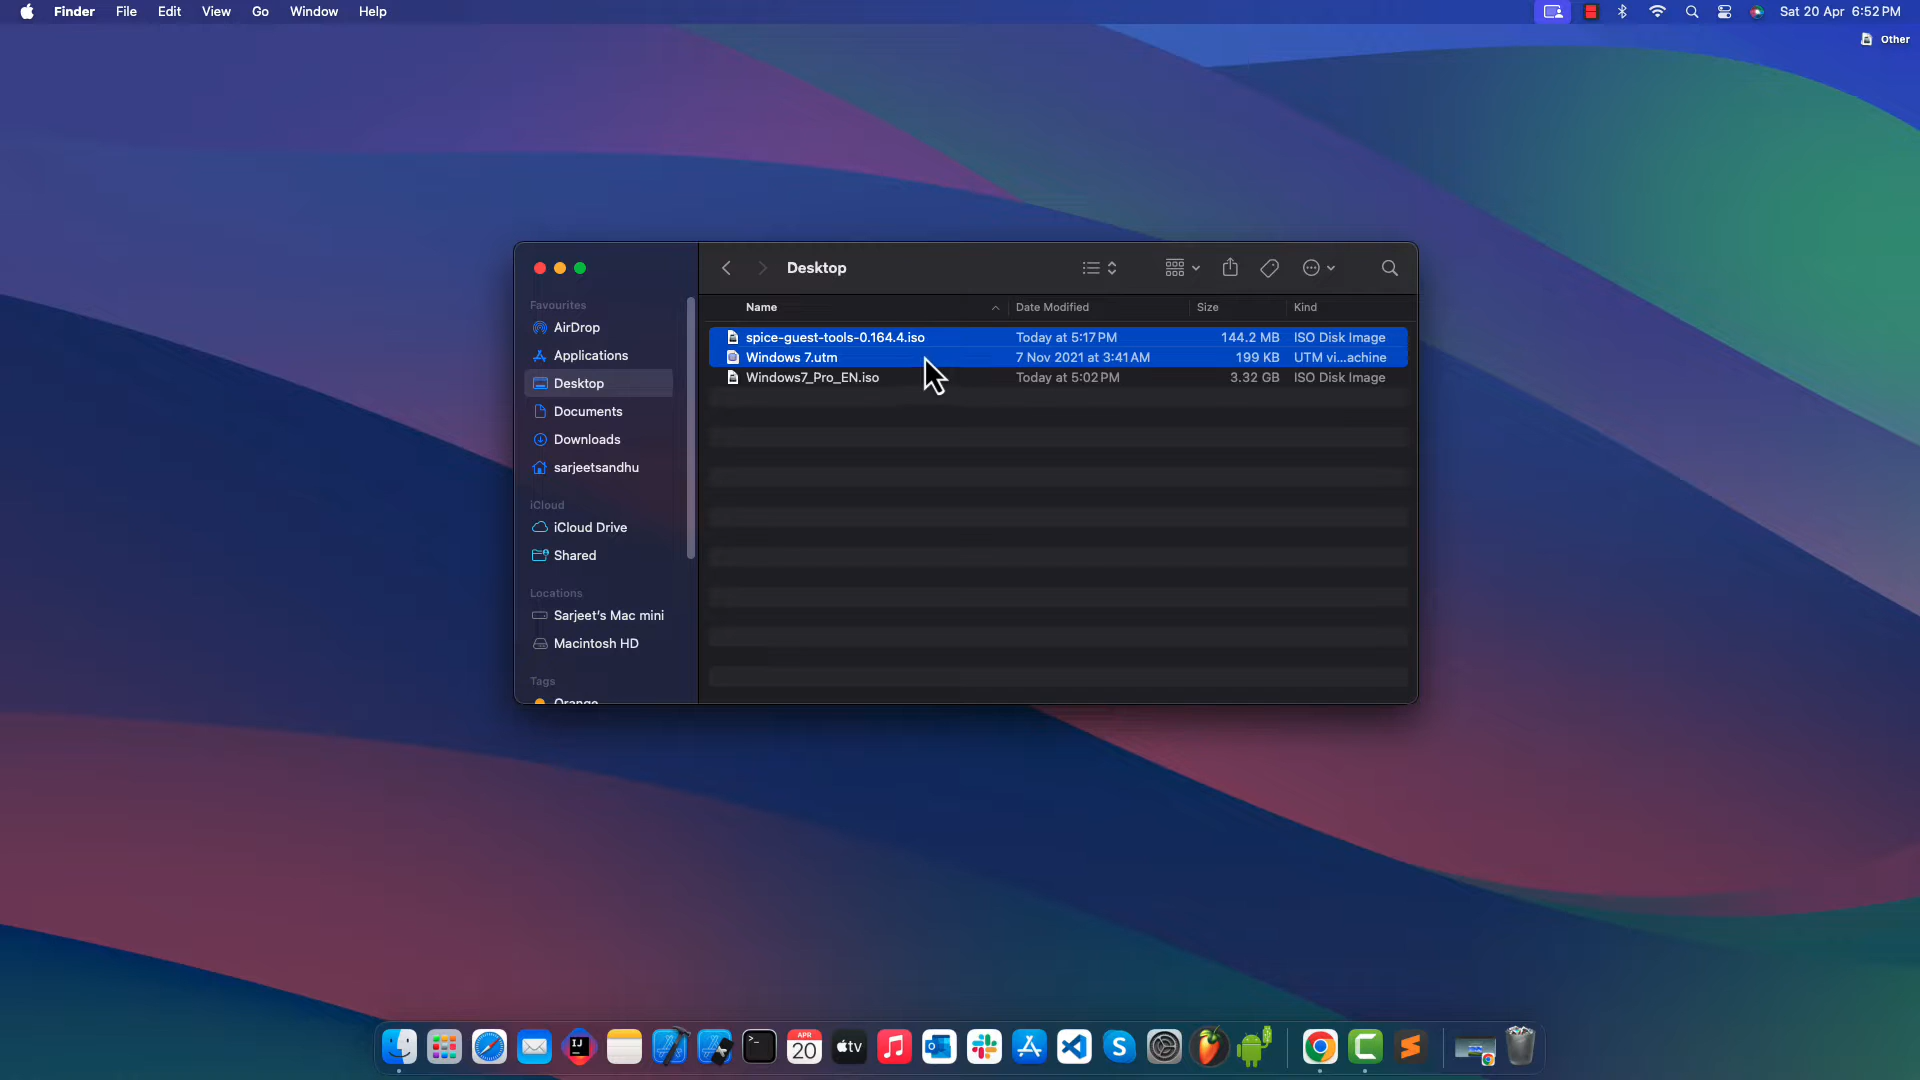 Finder File Edit View Go Window Help
Sat 20 Apr 6:52 PM
Other
Desktop
Favourites
AirDrop
Applications
Desktop
Documents
Downloads
sarjeetsandhu
iCloud
iCloud Drive
Shared
Locations
Sarjeet's Mac mini
Macintosh HD
Tags
Orange
Name Date Modified Size Kind
spice-guest-tools-0.164.4.iso Today at 5:17 PM 144.2 MB ISO Disk Image
Windows 7.utm 7 Nov 2021 at 3:41 AM 199 KB UTM vi...achine
Windows7_Pro_EN.iso Today at 5:02 PM 3.32 GB ISO Disk Image
IJ
>_
APR
20
tv
S
C